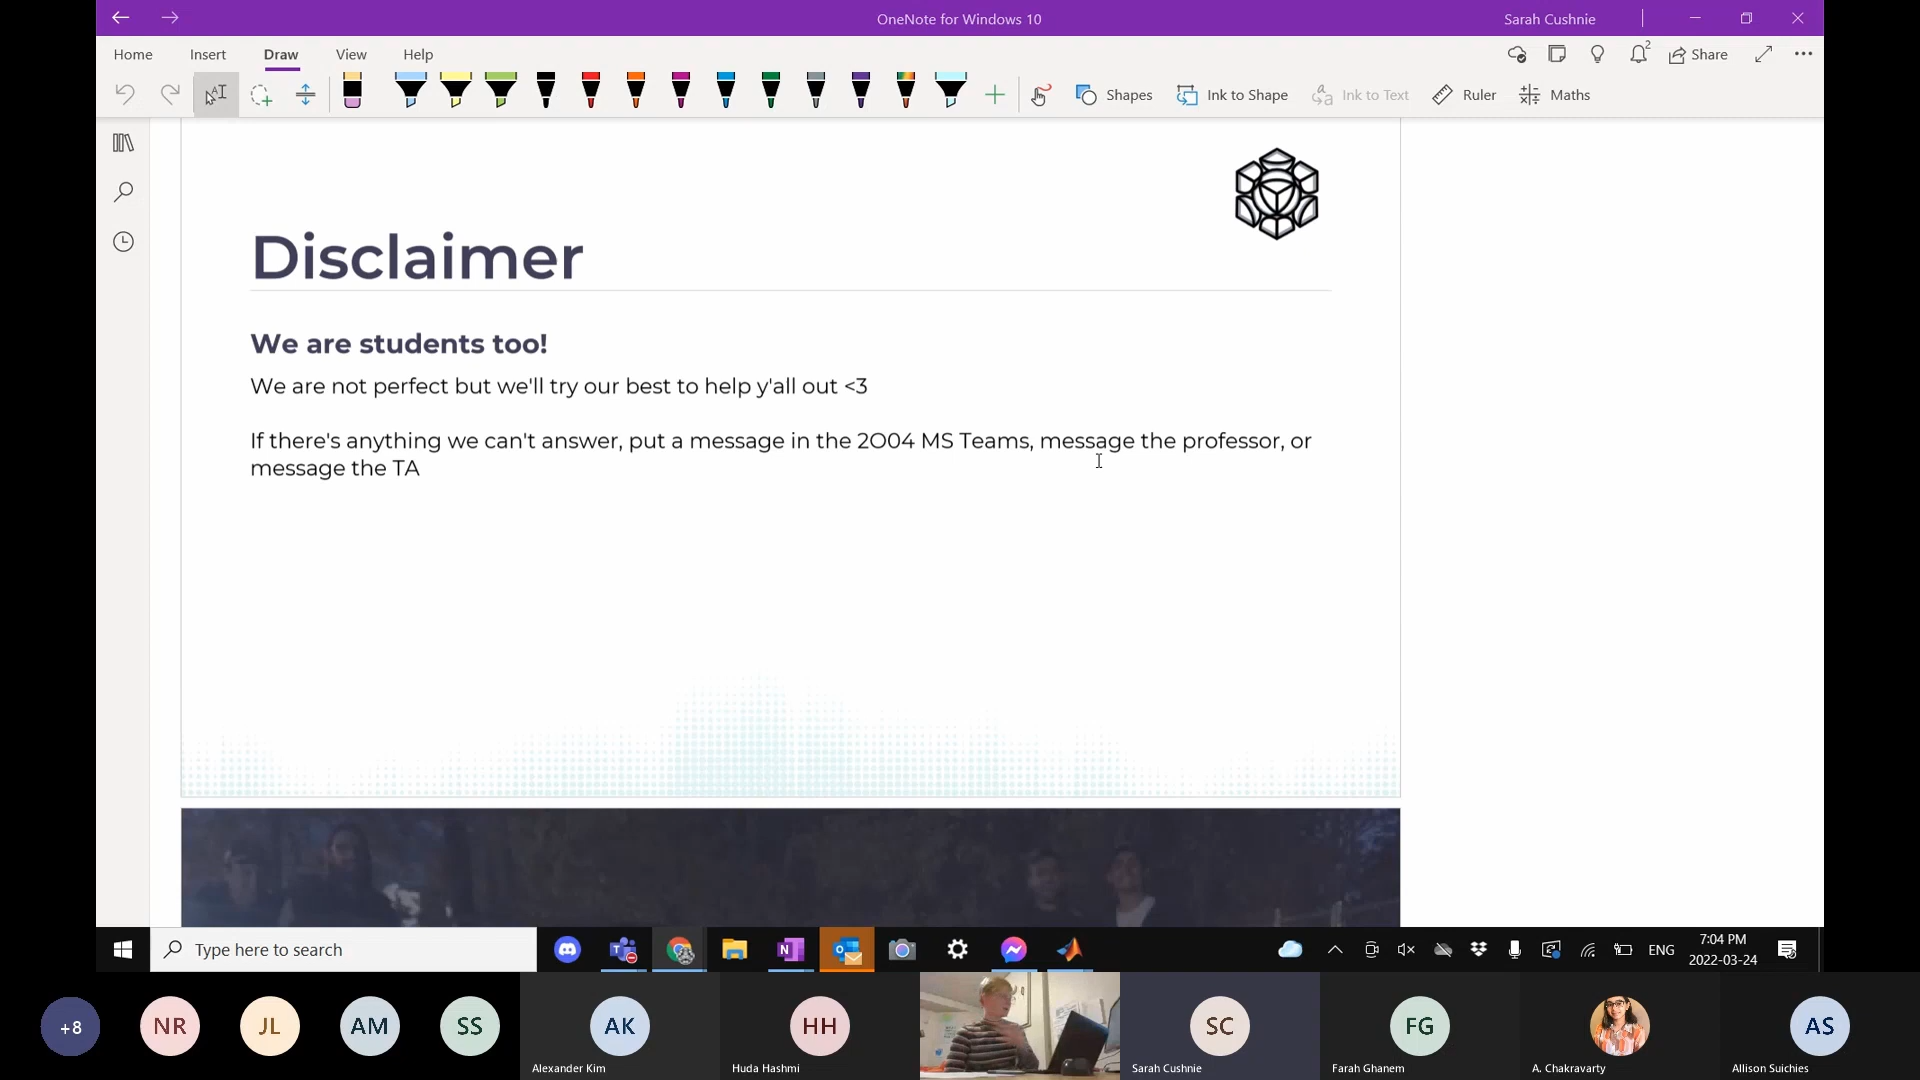 OneNote for Windows 10
Sarah Cushnie
Home Insert Draw View Help
2 Share
Shapes Ink to Shape Ink to Text Ruler Maths
Disclaimer
We are students too!
We are not perfect but we'll try our best to help y'all out <3
If there's anything we can't answer, put a message in the 2O04 MS Teams, message the professor, or
message the TA
Type here to search
ENG
7:04 PM
2022-03-24
+8 NR JL AM SS AK HH SC FG AS
Alexander Kim Huda Hashmi Sarah Cushnie Farah Ghanem A. Chakravarty Allison Suichies